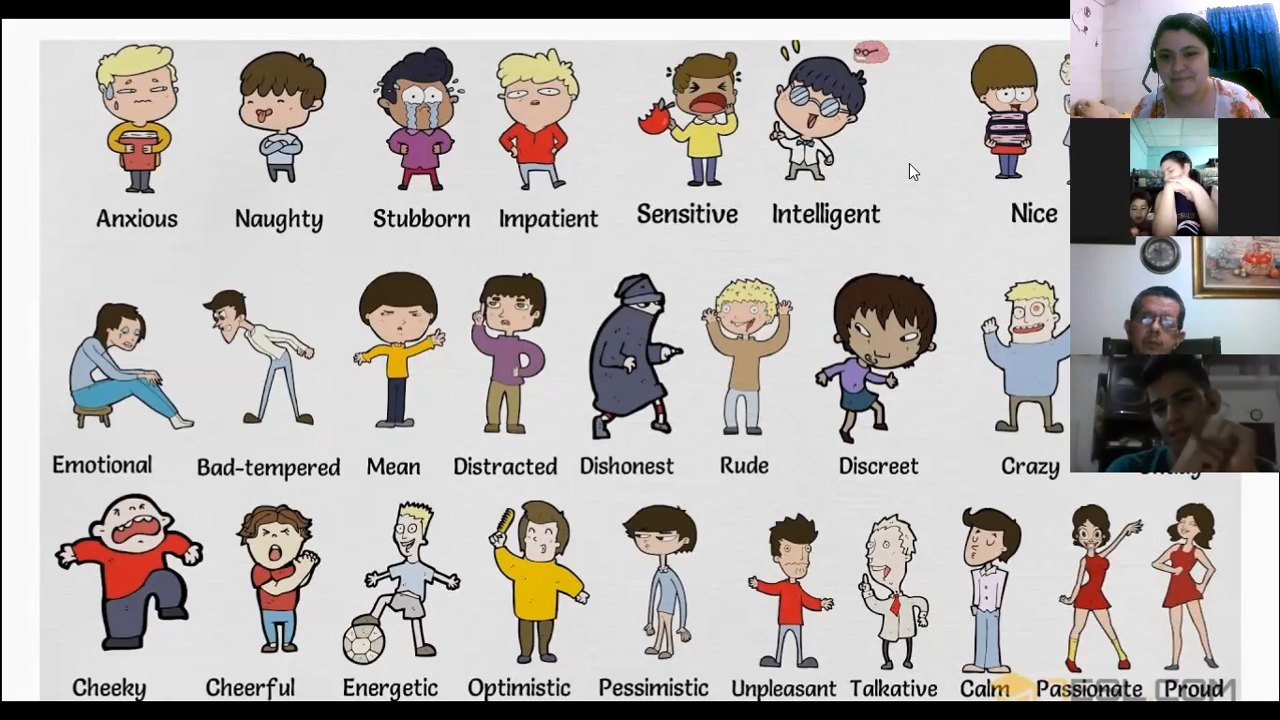 Anxious Naughty Stubborn Impatient Sensitive Intelligent Nice
Emotional Bad-tempered Mean Distracted Dishonest Rude Discreet Crazy
Cheeky Cheerful Energetic Optimistic Pessimistic Unpleasant Talkative Calm Passionate Proud